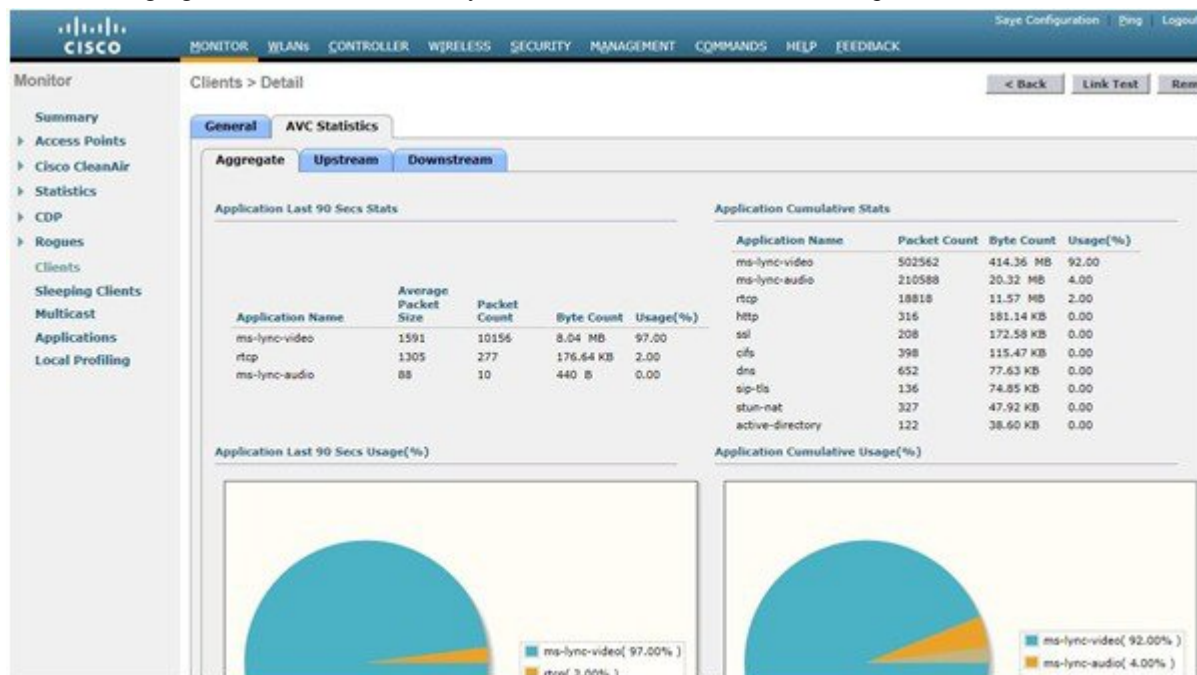 Save Configuration Ping Logout
CISCO MONITOR WLANs CONTROLLER WIRELESS SECURITY MANAGEMENT COMMANDS HELP FEEDBACK
Monitor
Summary
Access Points
Cisco CleanAir
Statistics
CDP
Rogues
Clients
Sleeping Clients
Multicast
Applications
Local Profiling
Clients > Detail
< Back Link Test
General AVC Statistics
Aggregate Upstream Downstream
Application Last 90 Secs Stats
Application Name Average Packet Size Packet Count Byte Count Usage(%)
ms-lync-video 1591 10156 8.04 MB 97.00
rtcp 1305 277 176.64 KB 2.00
ms-lync-audio 88 10 440 B 0.00
Application Cumulative Stats
Application Name Packet Count Byte Count Usage(%)
ms-lync-video 502562 414.36 MB 92.00
ms-lync-audio 210588 20.32 MB 4.00
rtcp 18818 11.57 MB 2.00
http 316 181.14 KB 0.00
ssl 208 172.58 KB 0.00
cifs 398 115.47 KB 0.00
dns 652 77.63 KB 0.00
sip-tls 136 74.85 KB 0.00
stun-nat 327 47.92 KB 0.00
active-directory 122 38.60 KB 0.00
Application Last 90 Secs Usage(%)
ms-lync-video( 97.00% )
rtcp( 2.00% )
Application Cumulative Usage(%)
ms-lync-video( 92.00% )
ms-lync-audio( 4.00% )